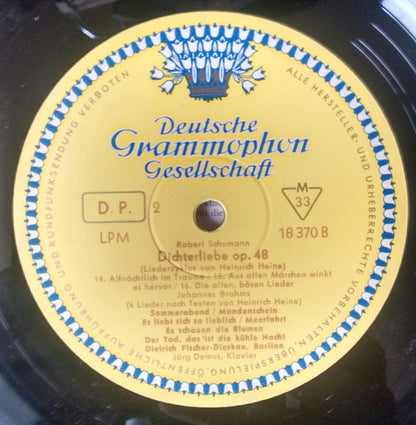 Deutsche
Grammophon
Gesellschaft
D. P.
2
M
33
LPM
18 370 B
Robert Schumann
Dichterliebe op. 48
(Liederzyklus von Heinrich Heine)
14. Allnächtlich im Traume - 15. Aus alten Märchen winkt
es hervor / 16. Die alten, bösen Lieder
Johannes Brahms
(6 Lieder nach Texten von Heinrich Heine)
Sommerabend / Mondenschein
Es liebt sich so lieblich / Meerfahrt
Es schauen die Blumen
Der Tod, das ist die kühle Nacht
Dietrich Fischer-Dieskau, Bariton
Jörg Demus, Klavier
ALLE HERSTELLER- UND URHEBERRECHTE VORBEHALTEN. ÜBERSPIELUNG, ÖFFENTLICHE AUFFÜHRUNG UND RUNDFUNKSENDUNG VERBOTEN